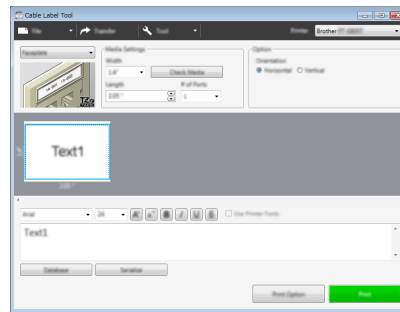 Cable Label Tool
File Transfer Tool Printer Brother
Faceplate
Media Settings
Option
Width
Orientation
Check Media
Horizontal Vertical
Length
# of Ports
1
Text1
Arial
24
Use Printer Fonts
Text1
Database Serialize
Print Option Print